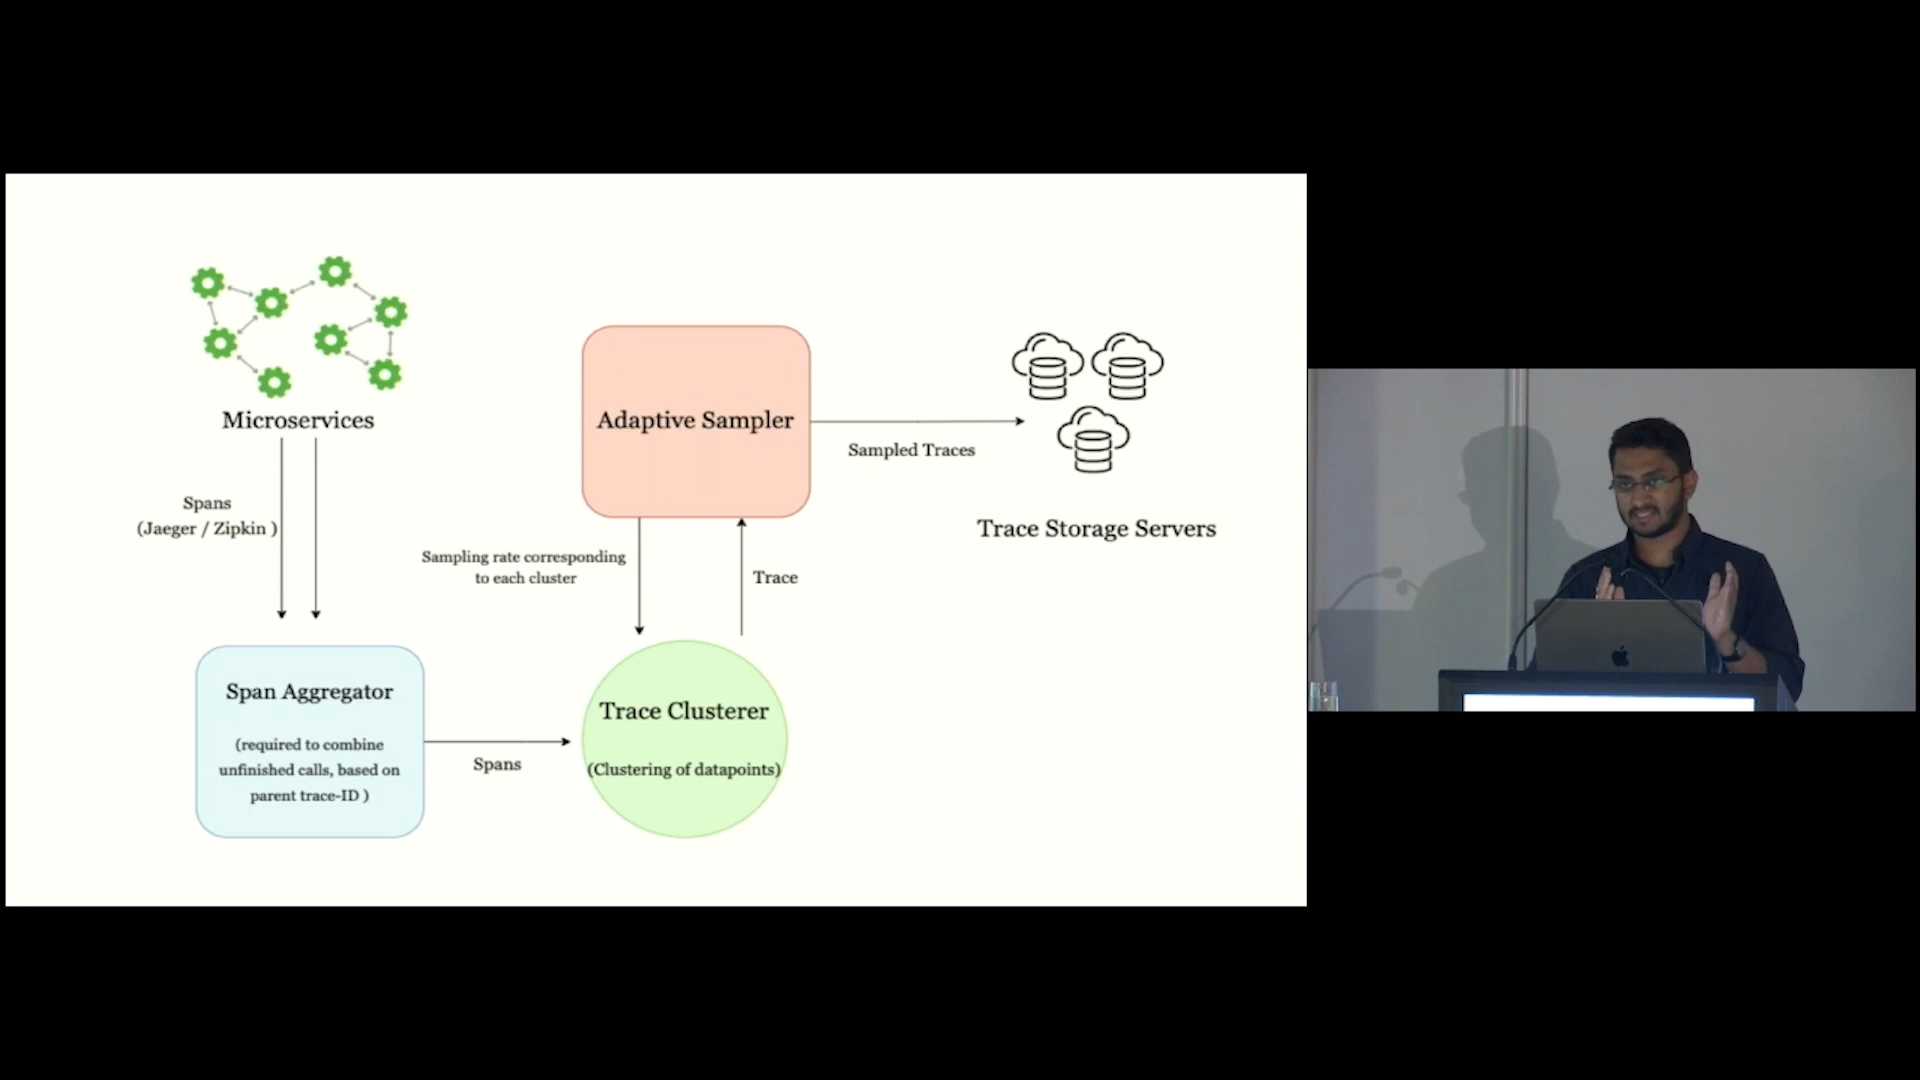 Microservices
Spans
(Jaeger / Zipkin )
Span Aggregator
(required to combine
unfinished calls, based on
parent trace-ID )
Spans
Trace Clusterer
(Clustering of datapoints)
Sampling rate corresponding
to each cluster
Trace
Adaptive Sampler
Sampled Traces
Trace Storage Servers